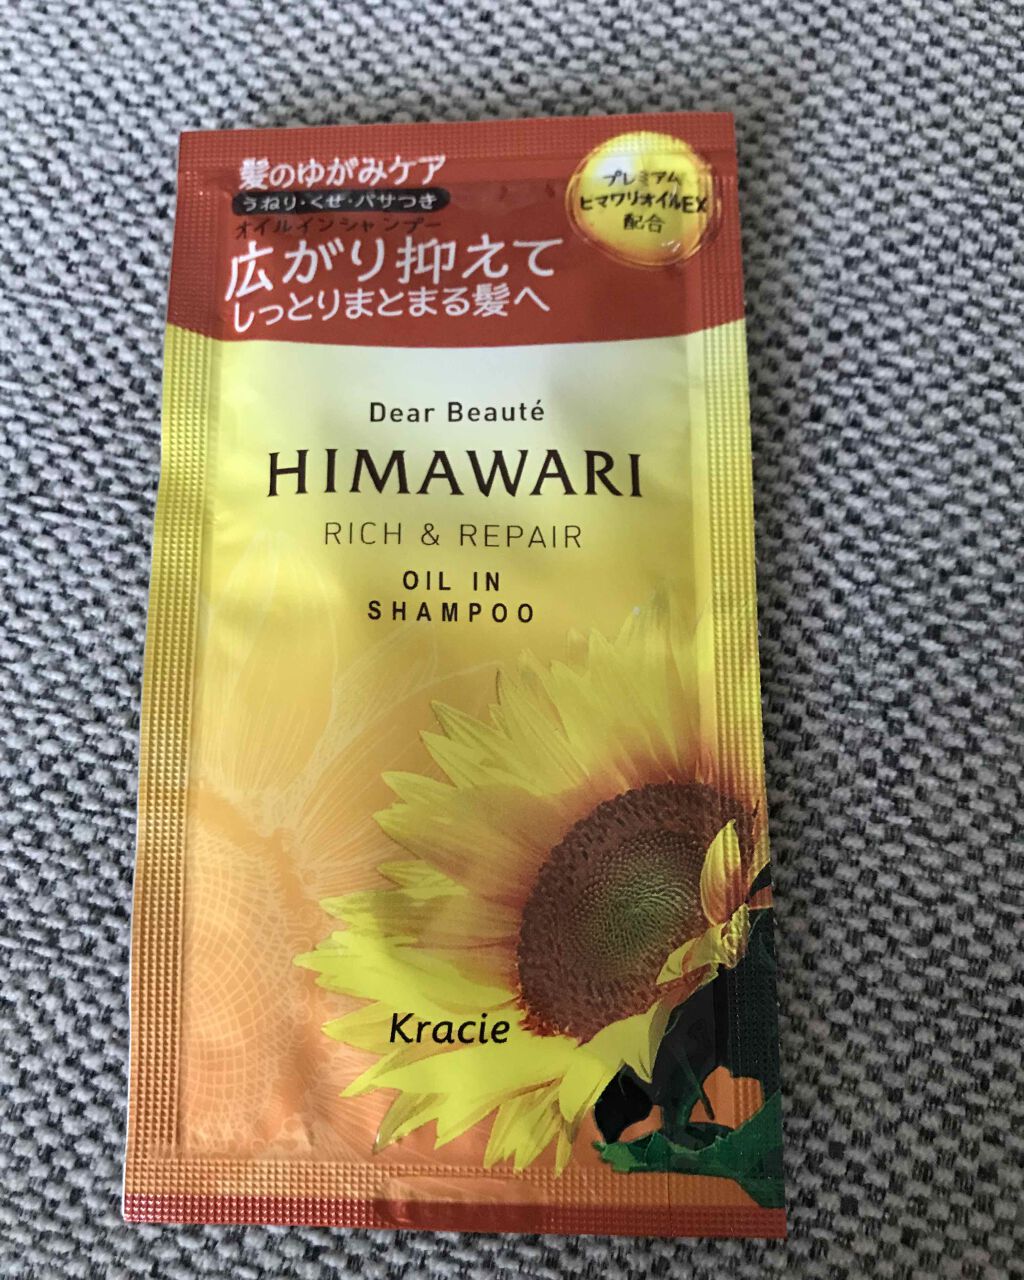 髪のゆがみケア
うねり・くせ・パサつき
オイルインシャンプー
広がり抑えて
しっとりまとまる髪へ
プレミアム
ヒマワリオイルEX
配合
Dear Beauté
HIMAWARI
RICH & REPAIR
OIL IN
SHAMPOO
Kracie